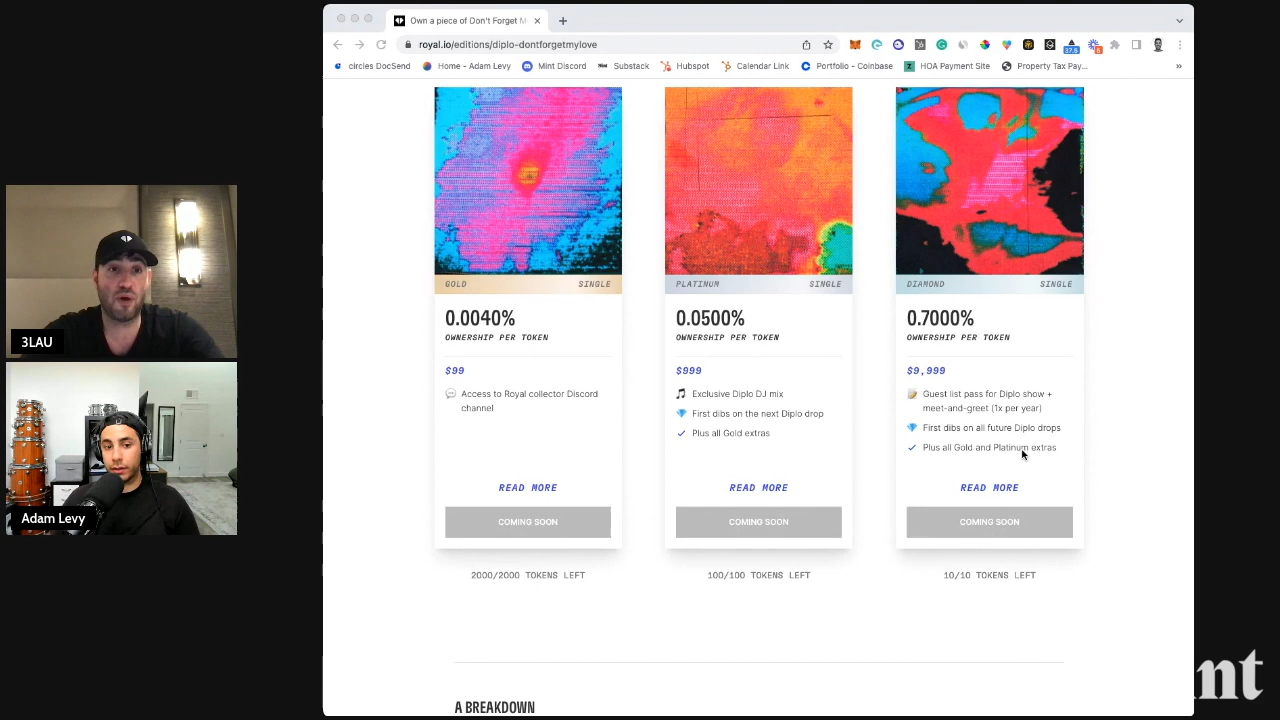 Own a piece of Don't Forget M
royal.io/editions/diplo-dontforgetmylove
37.5
6
circles DocSend
Home - Adam Levy
Mint Discord
Substack
Hubspot
Calendar Link
Portfolio - Coinbase
HOA Payment Site
Property Tax Pay...
»
GOLD SINGLE
0.0040%
OWNERSHIP PER TOKEN
$99
Access to Royal collector Discord
channel
READ MORE
COMING SOON
2000/2000 TOKENS LEFT
PLATINUM SINGLE
0.0500%
OWNERSHIP PER TOKEN
$999
Exclusive Diplo DJ mix
First dibs on the next Diplo drop
Plus all Gold extras
READ MORE
COMING SOON
100/100 TOKENS LEFT
DIAMOND SINGLE
0.7000%
OWNERSHIP PER TOKEN
$9,999
Guest list pass for Diplo show +
meet-and-greet (1x per year)
First dibs on all future Diplo drops
Plus all Gold and Platinum extras
READ MORE
COMING SOON
10/10 TOKENS LEFT
A BREAKDOWN
3LAU
Adam Levy
nt